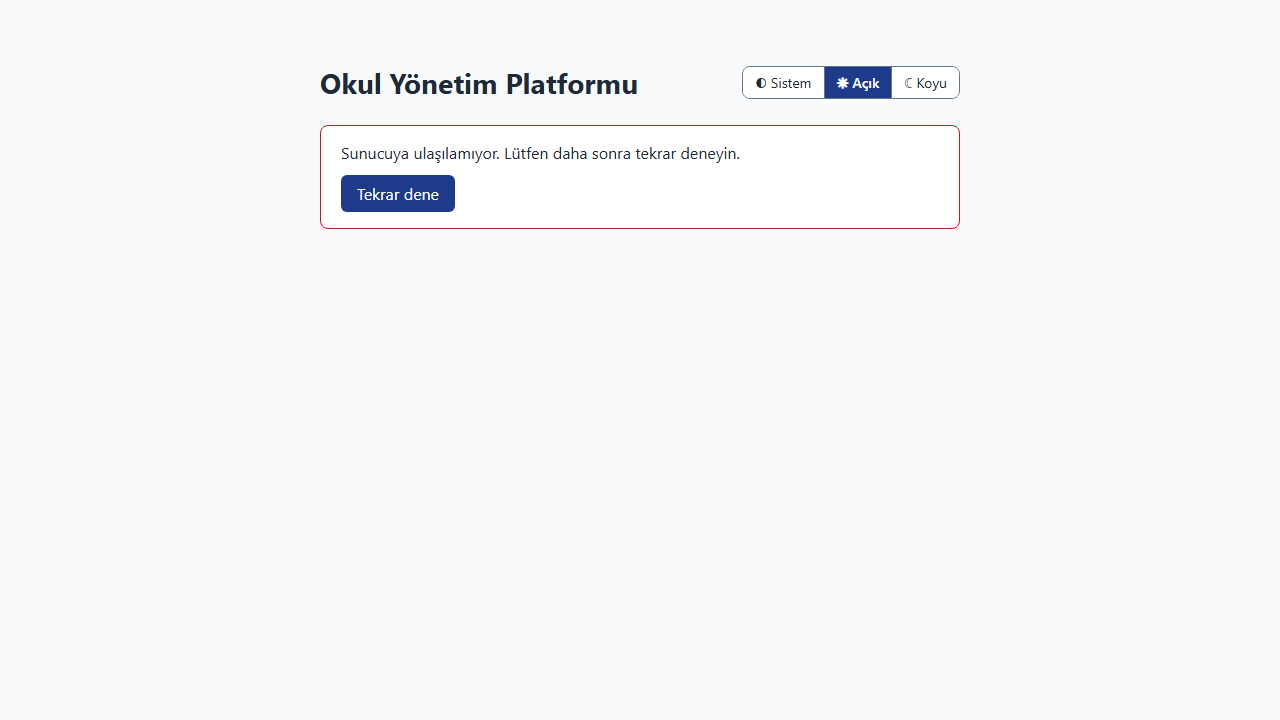 Okul Yönetim Platformu
◐ Sistem
❋ Açık
☾ Koyu
Sunucuya ulaşılamıyor. Lütfen daha sonra tekrar deneyin.
Tekrar dene